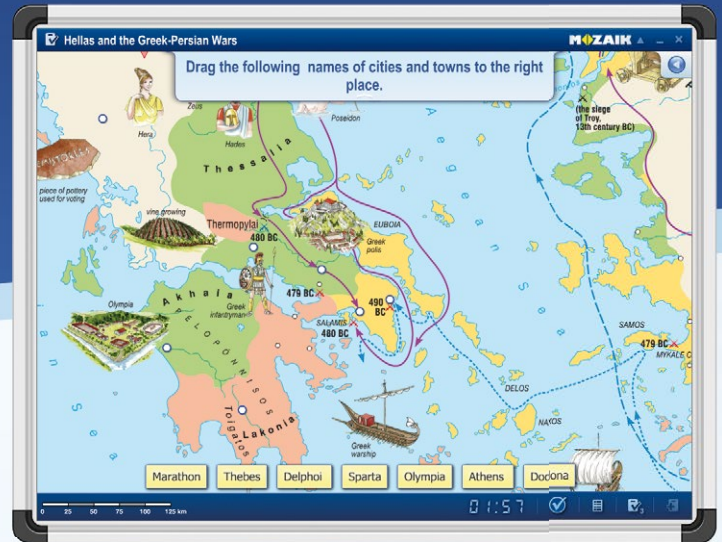 Hellas and the Greek-Persian Wars
MOZAIK
Drag the following names of cities and towns to the right
place.
Zeus
Hera
Hades
Poseidon
(the siege
of Troy,
13th century BC)
Thessalia
Aegean
Sea
piece of pottery
used for voting
vine growing
Thermopylai
480 BC
EUBOIA
Greek
polis
Olympia
Akhaia
Greek
infantryman
479 BC
490
BC
SALAMIS
480 BC
PELOPONNISOS
SAMOS
479 BC
MYKALE C
DELOS
NAXOS
Toigatos
Lakonia
Greek
warship
Sea
Marathon
Thebes
Delphoi
Sparta
Olympia
Athens
Dodona
0 25 50 75 100 125 km
01:57